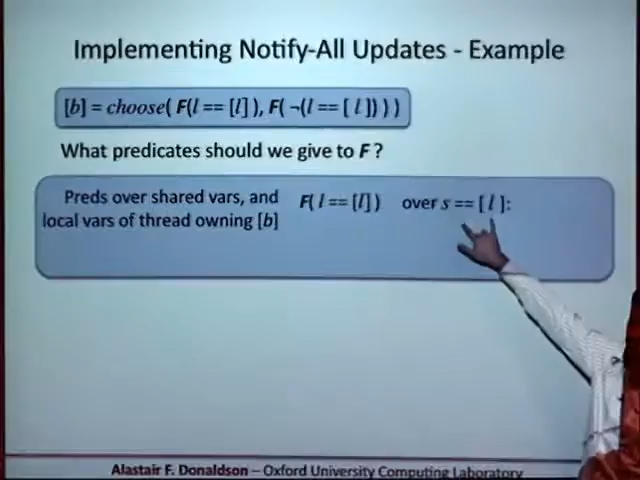 Implementing Notify-All Updates - Example
[b] = choose( F(l == [l] ), F( ¬(l == [ l ]) ) )
What predicates should we give to F ?
Preds over shared vars, and
local vars of thread owning [b]
F( l == [l] ) over s == [ l ]:
Alastair F. Donaldson – Oxford University Computing Laboratory